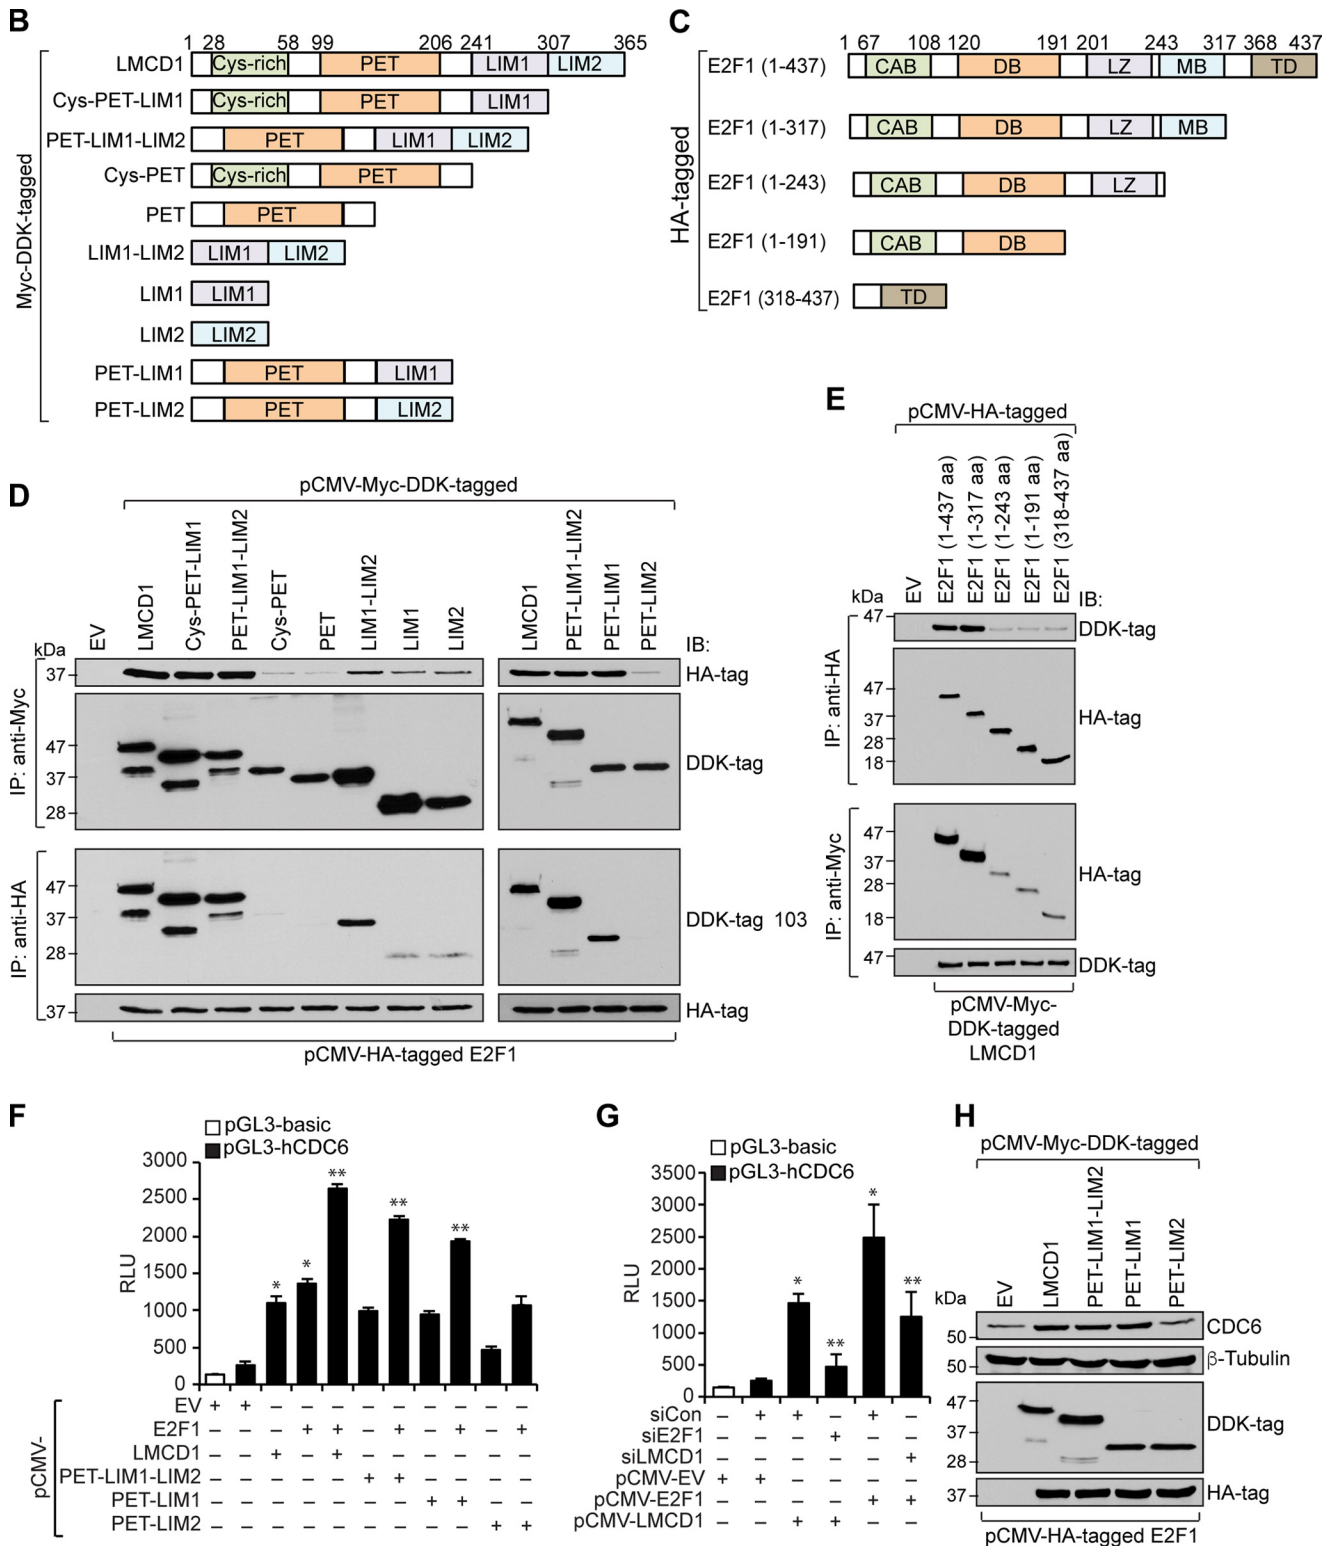 B
1 28 58 99 206 241 307 365
LMCD1 Cys-rich PET LIM1 LIM2
Cys-PET-LIM1 Cys-rich PET LIM1
PET-LIM1-LIM2 PET LIM1 LIM2
Cys-PET Cys-rich PET
PET PET
LIM1-LIM2 LIM1 LIM2
LIM1 LIM1
LIM2 LIM2
PET-LIM1 PET LIM1
PET-LIM2 PET LIM2
Myc-DDK-tagged
C
1 67 108 120 191 201 243 317 368 437
E2F1 (1-437) CAB DB LZ MB TD
E2F1 (1-317) CAB DB LZ MB
E2F1 (1-243) CAB DB LZ
E2F1 (1-191) CAB DB
E2F1 (318-437) TD
HA-tagged
D
pCMV-Myc-DDK-tagged
EV LMCD1 Cys-PET-LIM1 PET-LIM1-LIM2 Cys-PET PET LIM1-LIM2 LIM1 LIM2 LMCD1 PET-LIM1-LIM2 PET-LIM1 PET-LIM2
kDa IB:
37 HA-tag
IP: anti-Myc
47
37
28
DDK-tag
IP: anti-HA
47
37
28
DDK-tag 103
37 HA-tag
pCMV-HA-tagged E2F1
E
pCMV-HA-tagged
EV E2F1 (1-437 aa) E2F1 (1-317 aa) E2F1 (1-243 aa) E2F1 (1-191 aa) E2F1 (318-437 aa)
kDa IB:
47 DDK-tag
IP: anti-HA
47
37
28
18
HA-tag
IP: anti-Myc
47
37
28
18
HA-tag
47 DDK-tag
pCMV-Myc-
DDK-tagged
LMCD1
F
pGL3-basic
pGL3-hCDC6
RLU
3000
2500
2000
1500
1000
500
0
* * ** ** **
pCMV-
EV + + – – – – – – – – –
E2F1 – – – + + – + – + – +
LMCD1 – – + – + – – – – – –
PET-LIM1-LIM2 – – – – – + + – – – –
PET-LIM1 – – – – – – – + + – –
PET-LIM2 – – – – – – – – – + +
G
pGL3-basic
pGL3-hCDC6
RLU
3500
3000
2500
2000
1500
1000
500
0
* ** * **
siCon – + + – + –
siE2F1 – – – + – –
siLMCD1 – – – – – +
pCMV-EV + + – – – –
pCMV-E2F1 – – – – + +
pCMV-LMCD1 – – + + – –
H
pCMV-Myc-DDK-tagged
EV LMCD1 PET-LIM1-LIM2 PET-LIM1 PET-LIM2
kDa
50 CDC6
50 β-Tubulin
47
37
28
DDK-tag
37 HA-tag
pCMV-HA-tagged E2F1